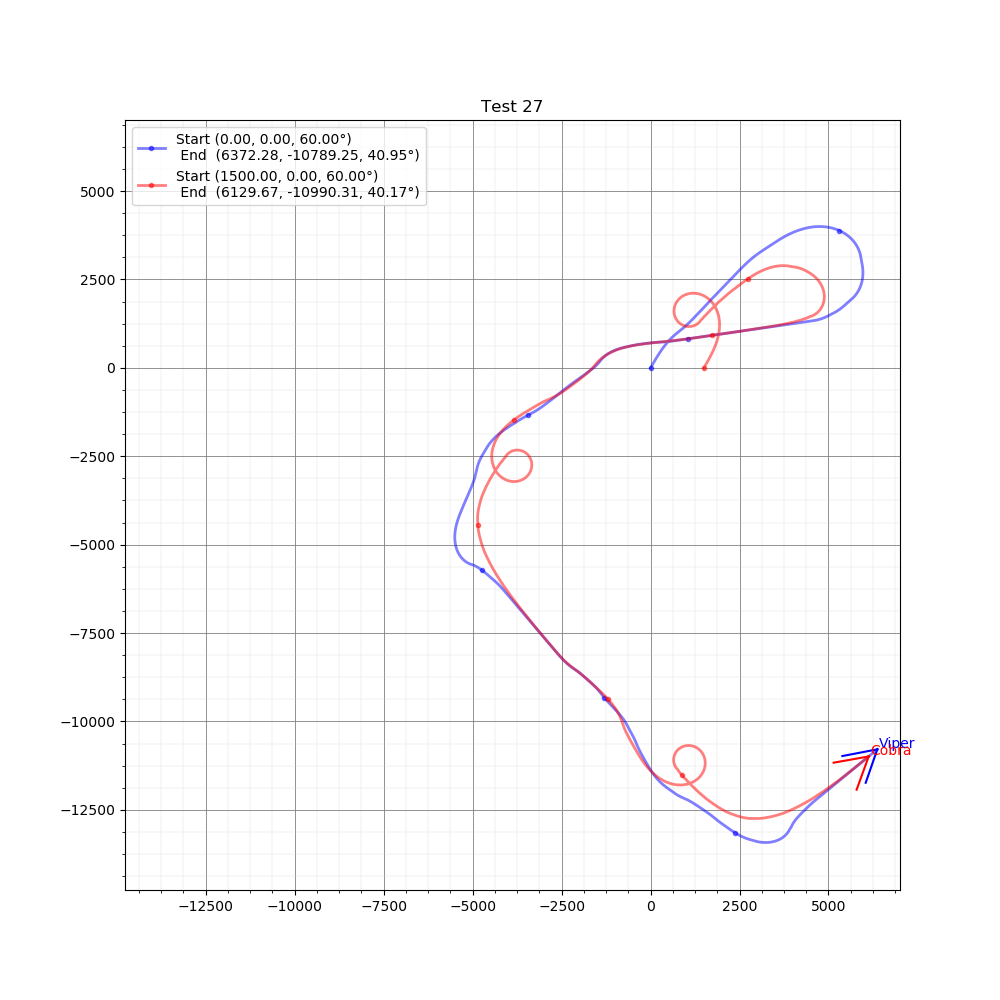 Test 27
Start (0.00, 0.00, 60.00°)
End  (6372.28, -10789.25, 40.95°)
Start (1500.00, 0.00, 60.00°)
End  (6129.67, -10990.31, 40.17°)
5000
2500
0
−2500
−5000
−7500
−10000
−12500
Viper
Cobra
−12500 −10000 −7500 −5000 −2500 0 2500 5000